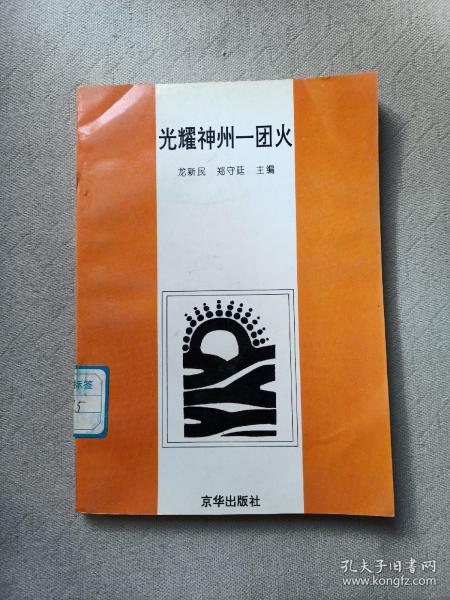 光耀神州一团火
龙新民 郑守廷 主编
标签
5
京华出版社
孔夫子旧书网
www.kongfz.com